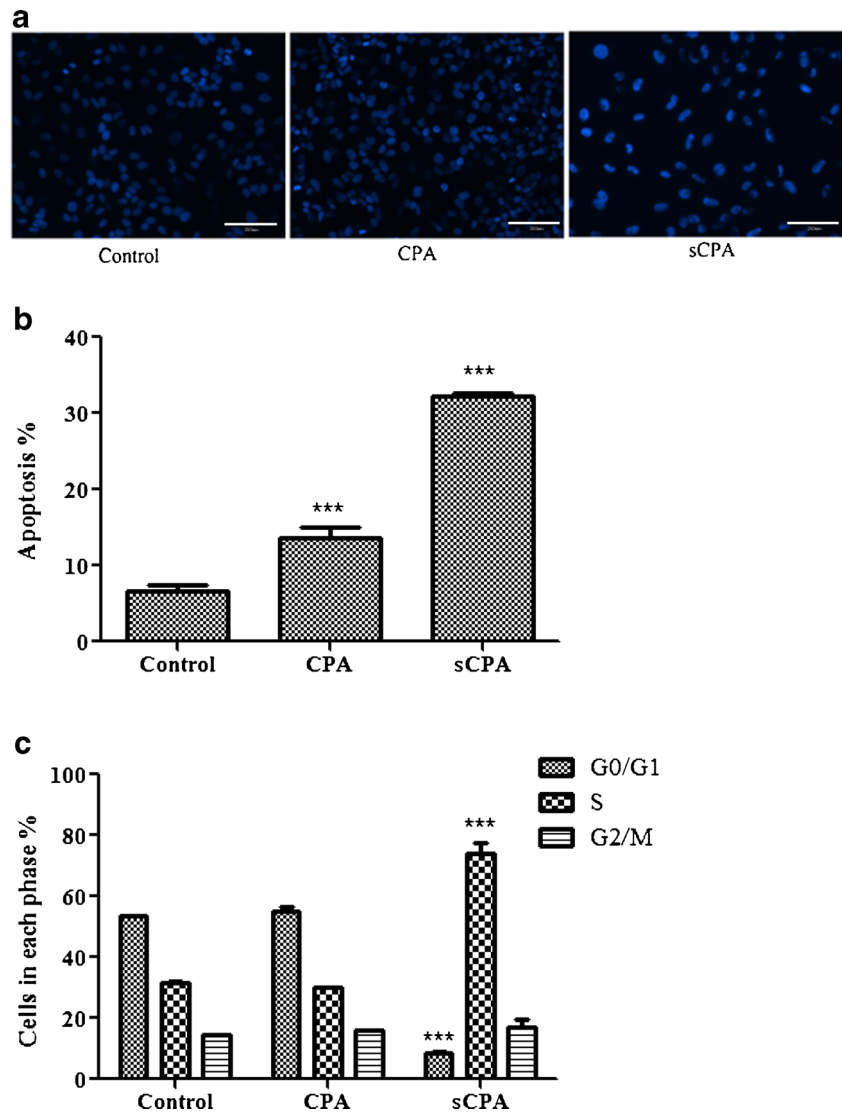 a
Control CPA sCPA
b
Apoptosis %
40
30
20
10
0
***
***
Control CPA sCPA
c
Cells in each phase %
100
80
60
40
20
0
G0/G1
S
G2/M
***
***
Control CPA sCPA